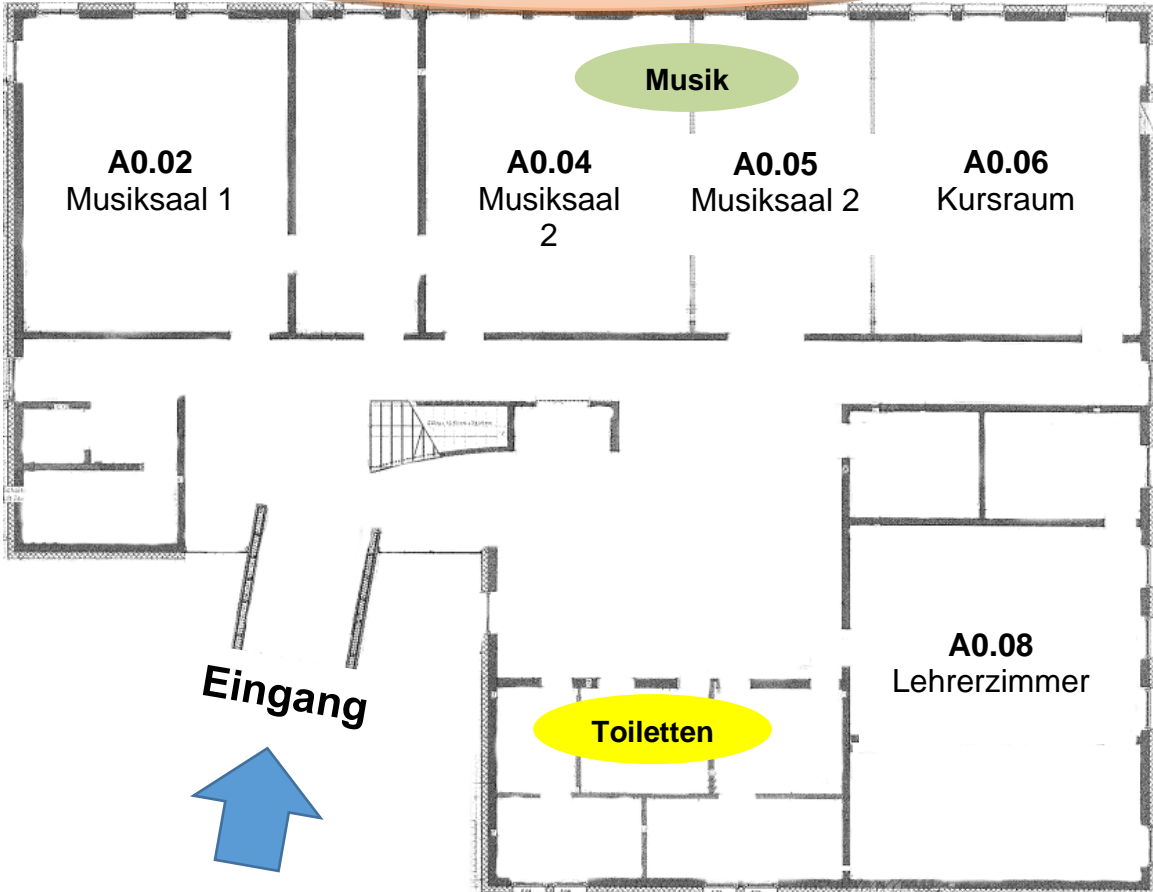 Musik
A0.02
Musiksaal 1
A0.04
Musiksaal
2
A0.05
Musiksaal 2
A0.06
Kursraum
A0.08
Lehrerzimmer
Eingang
Toiletten